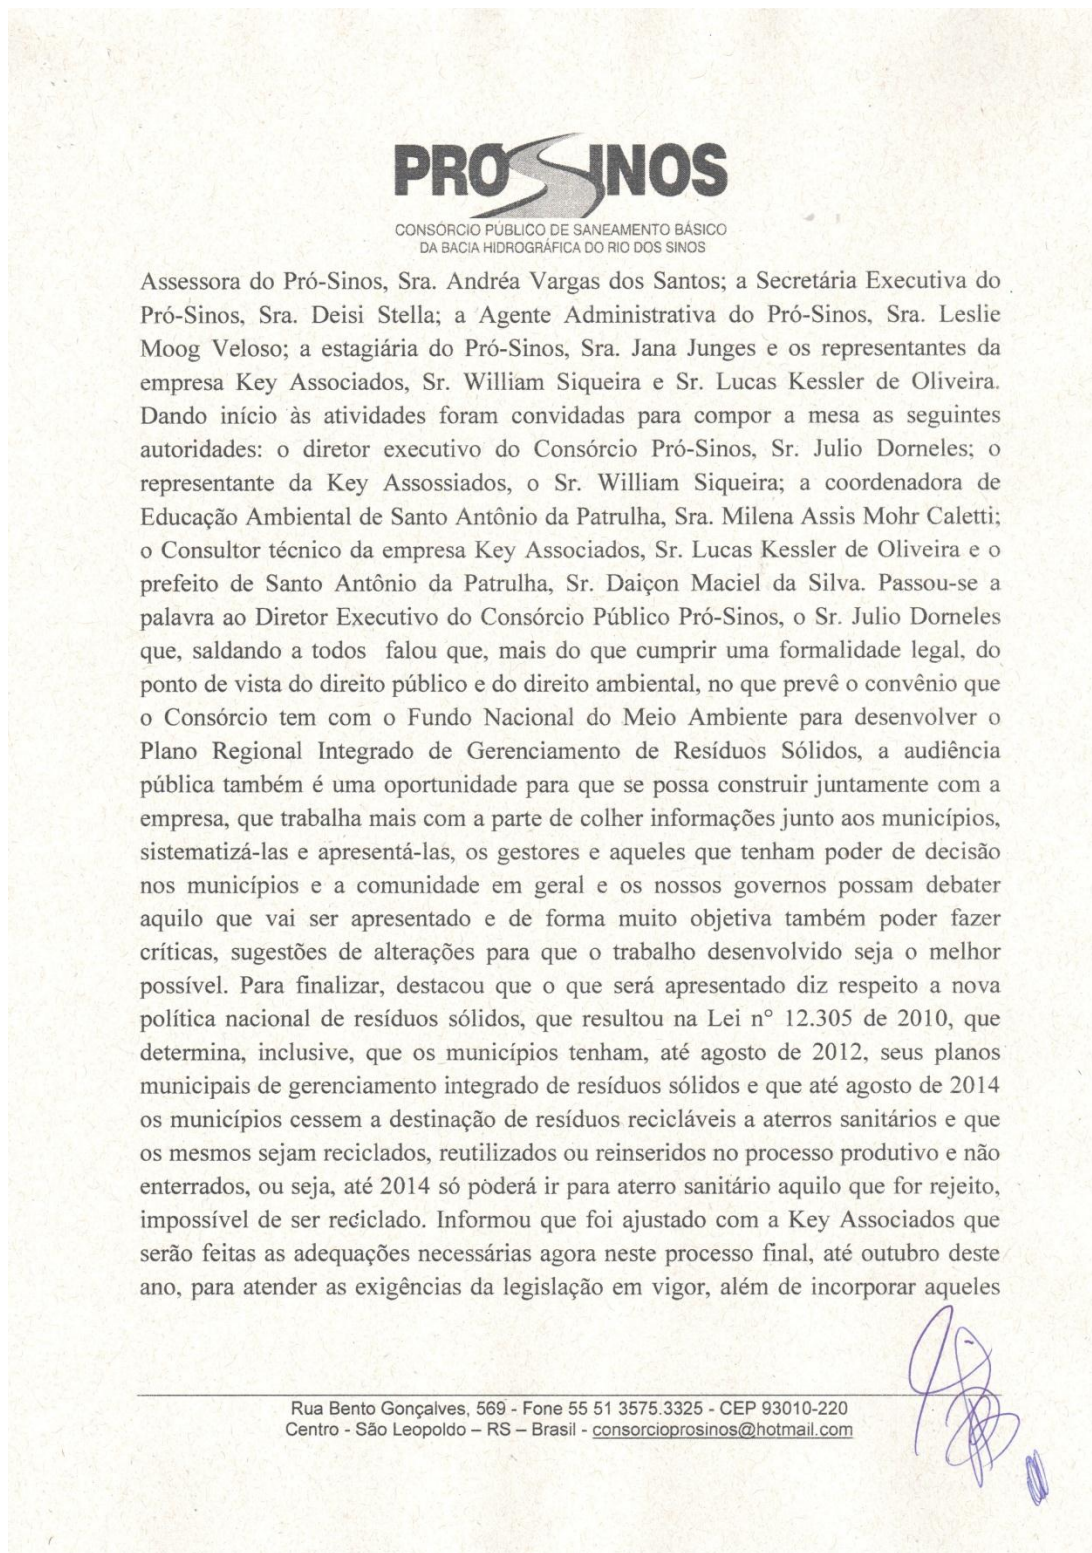 PRÓSINOS
CONSÓRCIO PÚBLICO DE SANEAMENTO BÁSICO
DA BACIA HIDROGRÁFICA DO RIO DOS SINOS
Assessora do Pró-Sinos, Sra. Andréa Vargas dos Santos; a Secretária Executiva do
Pró-Sinos, Sra. Deisi Stella; a Agente Administrativa do Pró-Sinos, Sra. Leslie
Moog Veloso; a estagiária do Pró-Sinos, Sra. Jana Junges e os representantes da
empresa Key Associados, Sr. William Siqueira e Sr. Lucas Kessler de Oliveira.
Dando início às atividades foram convidadas para compor a mesa as seguintes
autoridades: o diretor executivo do Consórcio Pró-Sinos, Sr. Julio Dorneles; o
representante da Key Assossiados, o Sr. William Siqueira; a coordenadora de
Educação Ambiental de Santo Antônio da Patrulha, Sra. Milena Assis Mohr Caletti;
o Consultor técnico da empresa Key Associados, Sr. Lucas Kessler de Oliveira e o
prefeito de Santo Antônio da Patrulha, Sr. Daiçon Maciel da Silva. Passou-se a
palavra ao Diretor Executivo do Consórcio Público Pró-Sinos, o Sr. Julio Dorneles
que, saldando a todos falou que, mais do que cumprir uma formalidade legal, do
ponto de vista do direito público e do direito ambiental, no que prevê o convênio que
o Consórcio tem com o Fundo Nacional do Meio Ambiente para desenvolver o
Plano Regional Integrado de Gerenciamento de Resíduos Sólidos, a audiência
pública também é uma oportunidade para que se possa construir juntamente com a
empresa, que trabalha mais com a parte de colher informações junto aos municípios,
sistematizá-las e apresentá-las, os gestores e aqueles que tenham poder de decisão
nos municípios e a comunidade em geral e os nossos governos possam debater
aquilo que vai ser apresentado e de forma muito objetiva também poder fazer
críticas, sugestões de alterações para que o trabalho desenvolvido seja o melhor
possível. Para finalizar, destacou que o que será apresentado diz respeito a nova
política nacional de resíduos sólidos, que resultou na Lei n° 12.305 de 2010, que
determina, inclusive, que os municípios tenham, até agosto de 2012, seus planos
municipais de gerenciamento integrado de resíduos sólidos e que até agosto de 2014
os municípios cessem a destinação de resíduos recicláveis a aterros sanitários e que
os mesmos sejam reciclados, reutilizados ou reinseridos no processo produtivo e não
enterrados, ou seja, até 2014 só poderá ir para aterro sanitário aquilo que for rejeito,
impossível de ser reciclado. Informou que foi ajustado com a Key Associados que
serão feitas as adequações necessárias agora neste processo final, até outubro deste
ano, para atender as exigências da legislação em vigor, além de incorporar aqueles
Rua Bento Gonçalves, 569 - Fone 55 51 3575.3325 - CEP 93010-220
Centro - São Leopoldo – RS – Brasil - consorcioprosinos@hotmail.com